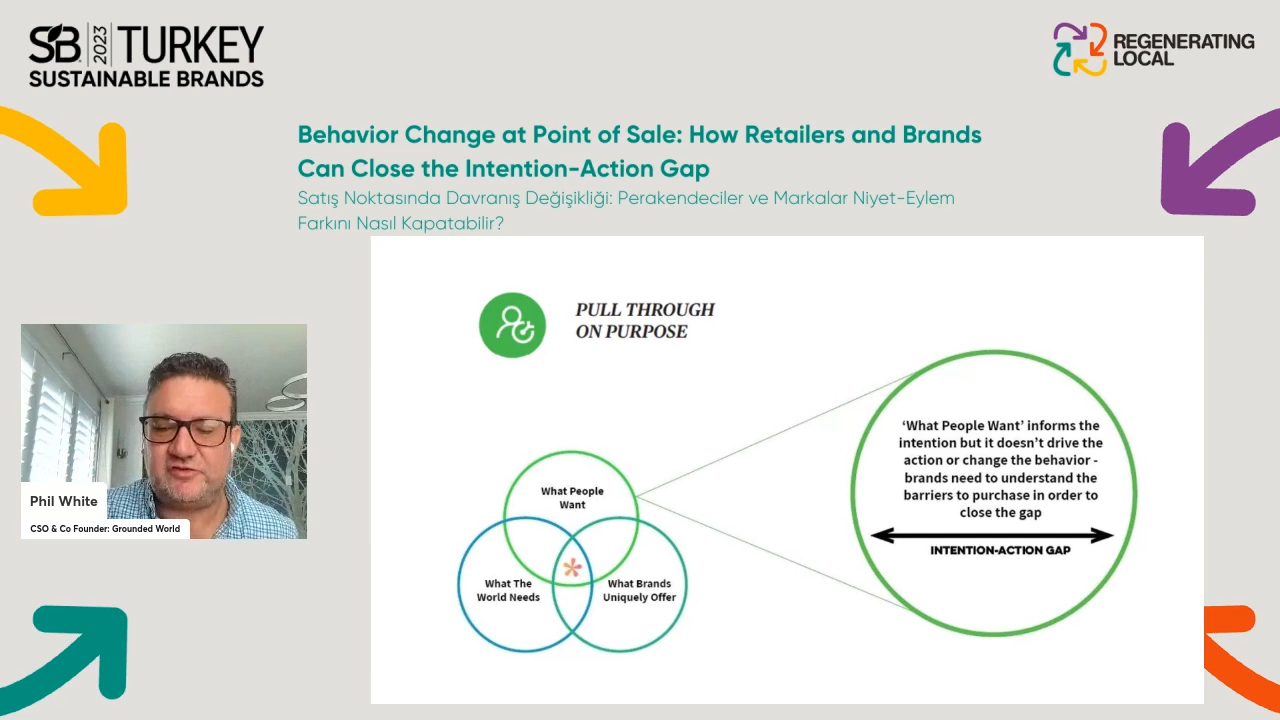 SB 2023 TURKEY
SUSTAINABLE BRANDS
REGENERATING
LOCAL
Behavior Change at Point of Sale: How Retailers and Brands
Can Close the Intention-Action Gap
Satış Noktasında Davranış Değişikliği: Perakendeciler ve Markalar Niyet-Eylem
Farkını Nasıl Kapatabilir?
PULL THROUGH
ON PURPOSE
What People
Want
What The
World Needs
What Brands
Uniquely Offer
‘What People Want’ informs the
intention but it doesn’t drive the
action or change the behavior -
brands need to understand the
barriers to purchase in order to
close the gap
INTENTION-ACTION GAP
Phil White
CSO & Co Founder: Grounded World